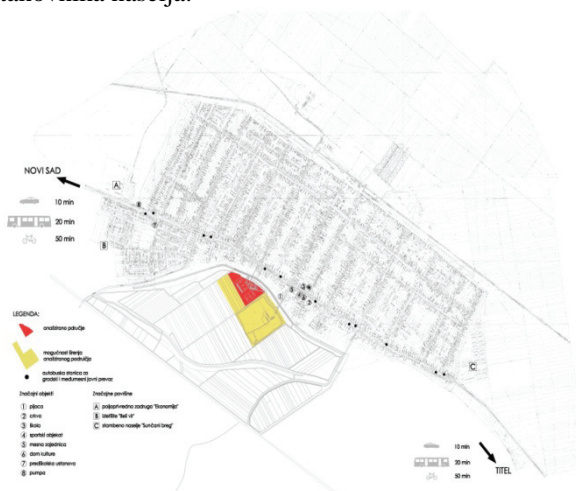 NOVI SAD
10 min
20 min
50 min
A
B
C
LEGENDA:
analizirano područje
mogućnost širenja
analiziranog područja
autobuska stanica za
gradski i međumesni javni prevoz
Značajni objekti
1 pijaca
2 crkva
3 škola
4 sportski objekat
5 mesna zajednica
6 dom kulture
7 predškolska ustanova
8 pumpa
Značajne površine
A poljoprivredna zadruga "Ekonomija"
B izletište
C stambeno naselje "Sunčani breg"
10 min
20 min
50 min
TITEL